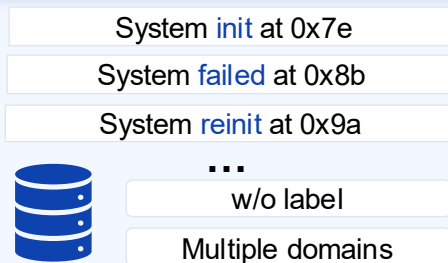 System init at 0x7e
System failed at 0x8b
System reinit at 0x9a
...
w/o label
Multiple domains